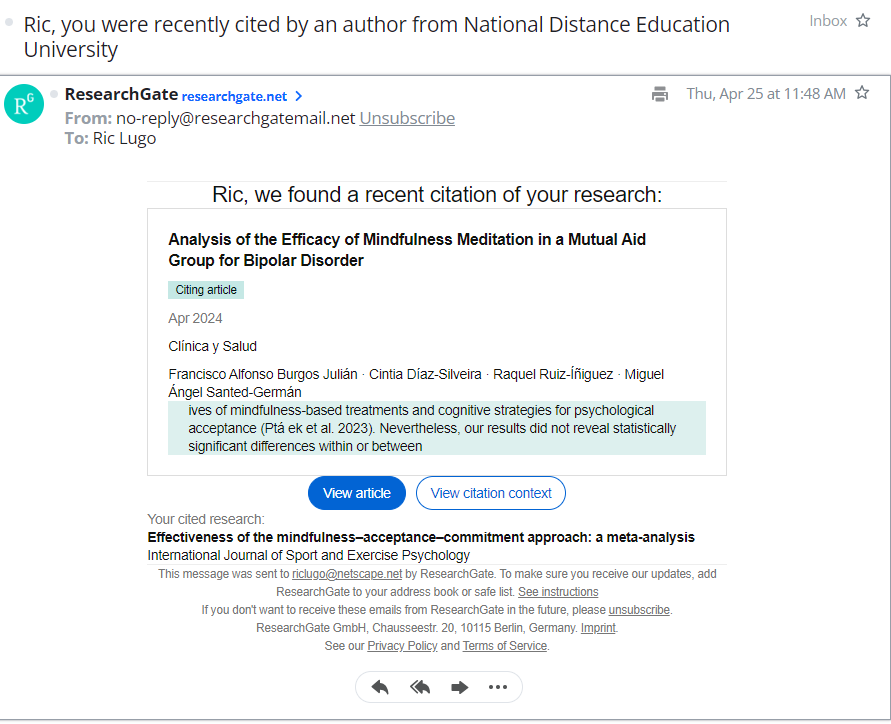 Ric, you were recently cited by an author from National Distance Education
University
Inbox
RG
ResearchGate researchgate.net
Thu, Apr 25 at 11:48 AM
From: no-reply@researchgatemail.net Unsubscribe
To: Ric Lugo
Ric, we found a recent citation of your research:
Analysis of the Efficacy of Mindfulness Meditation in a Mutual Aid
Group for Bipolar Disorder
Citing article
Apr 2024
Clínica y Salud
Francisco Alfonso Burgos Julián · Cintia Díaz-Silveira · Raquel Ruiz-Íñiguez · Miguel
Ángel Santed-Germán
ives of mindfulness-based treatments and cognitive strategies for psychological
acceptance (Ptá ek et al. 2023). Nevertheless, our results did not reveal statistically
significant differences within or between
View article
View citation context
Your cited research:
Effectiveness of the mindfulness–acceptance–commitment approach: a meta-analysis
International Journal of Sport and Exercise Psychology
This message was sent to riclugo@netscape.net by ResearchGate. To make sure you receive our updates, add
ResearchGate to your address book or safe list. See instructions
If you don't want to receive these emails from ResearchGate in the future, please unsubscribe.
ResearchGate GmbH, Chausseestr. 20, 10115 Berlin, Germany. Imprint.
See our Privacy Policy and Terms of Service.